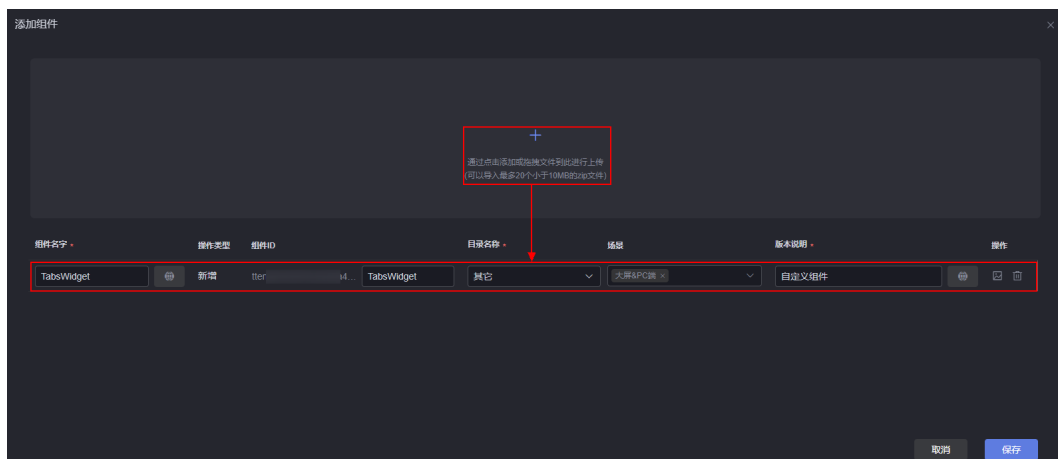 添加组件
通过点击添加或拖拽文件到此进行上传
(可以导入最多20个小于10MB的zip文件)
组件名字 * 操作类型 组件ID 目录名称 * 场景 版本说明 * 操作
TabsWidget 新增 tter a4... TabsWidget 其它 大屏&PC端 × 自定义组件
取消 保存